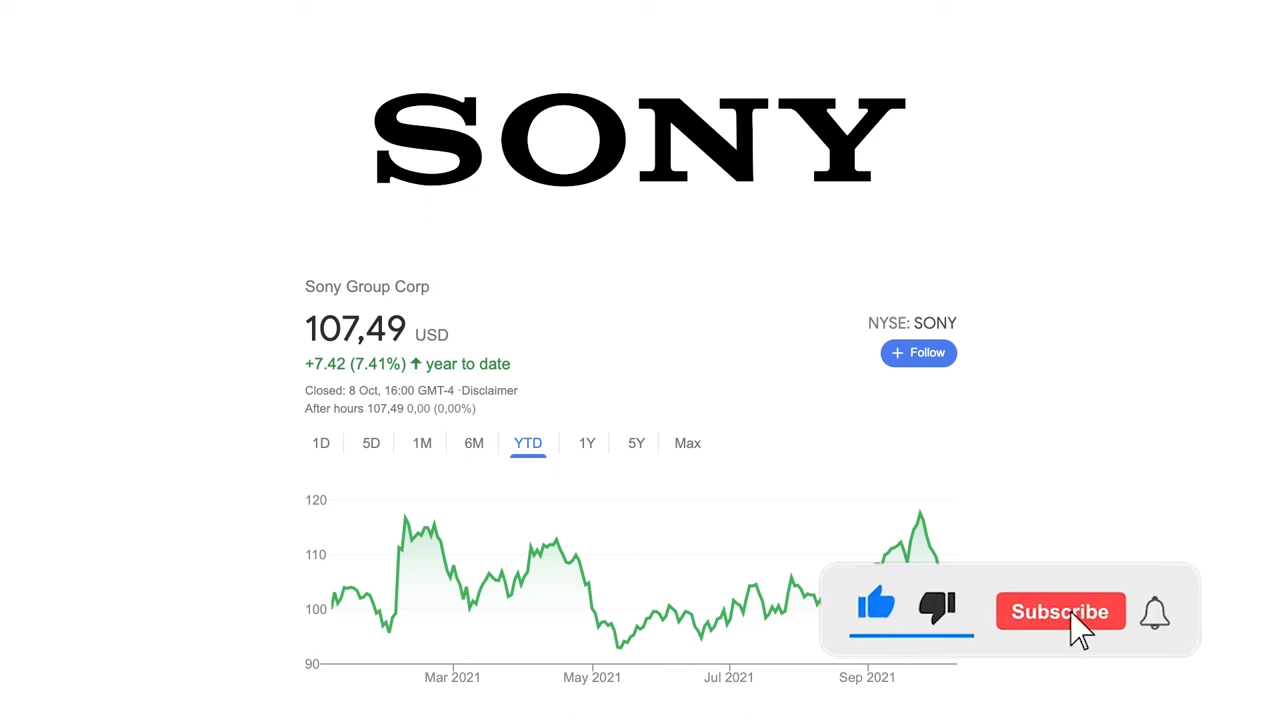 SONY
Sony Group Corp
107,49 USD
NYSE: SONY
+7.42 (7.41%) ↑ year to date
+ Follow
Closed: 8 Oct, 16:00 GMT-4 ·Disclaimer
After hours 107,49 0,00 (0,00%)
1D 5D 1M 6M YTD 1Y 5Y Max
120
110
100
90
Mar 2021 May 2021 Jul 2021 Sep 2021
Subscribe